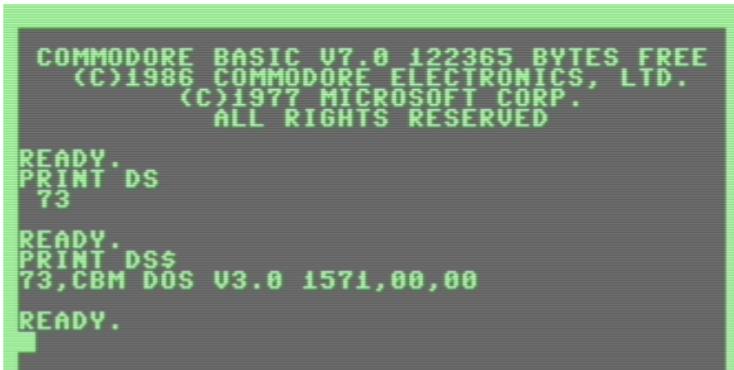 COMMODORE BASIC V7.0 122365 BYTES FREE
(C)1986 COMMODORE ELECTRONICS, LTD.
(C)1977 MICROSOFT CORP.
ALL RIGHTS RESERVED
READY.
PRINT DS
73
READY.
PRINT DS$
73,CBM DOS V3.0 1571,00,00
READY.